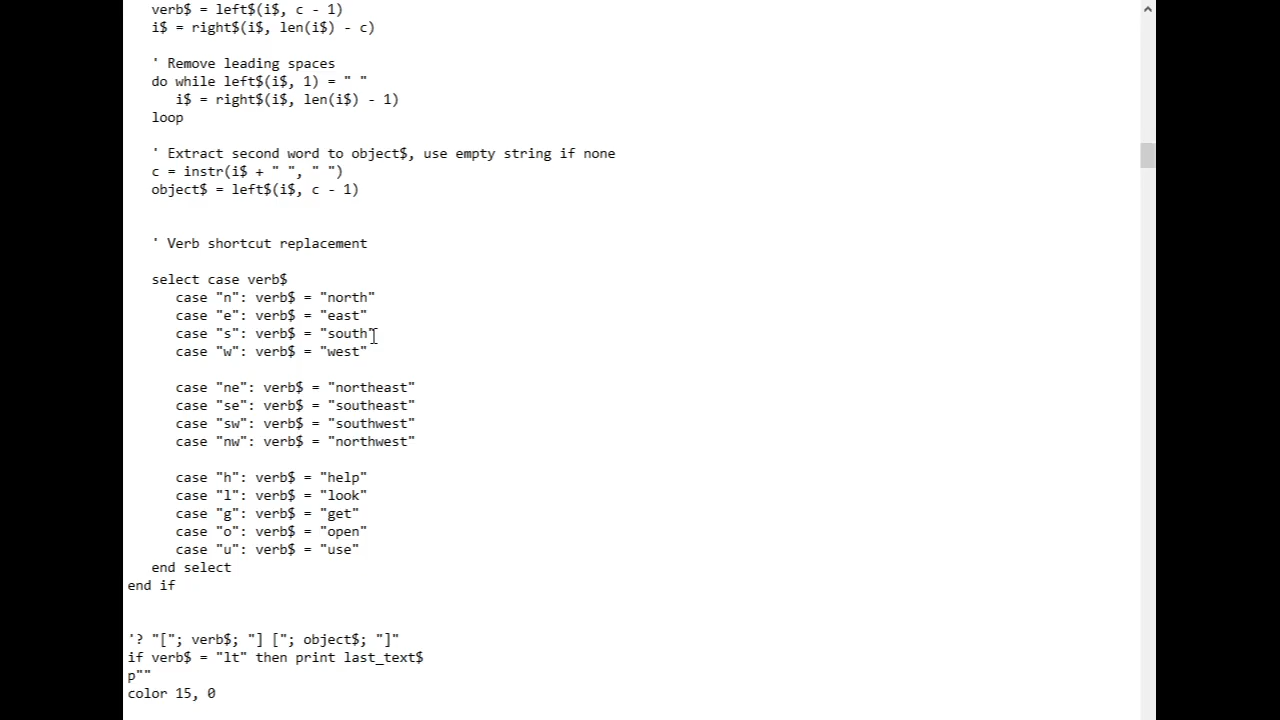 verb$ = left$(i$, c - 1)
i$ = right$(i$, len(i$) - c)
' Remove leading spaces
do while left$(i$, 1) = " "
i$ = right$(i$, len(i$) - 1)
loop
' Extract second word to object$, use empty string if none
c = instr(i$ + " ", " ")
object$ = left$(i$, c - 1)
' Verb shortcut replacement
select case verb$
case "n": verb$ = "north"
case "e": verb$ = "east"
case "s": verb$ = "south"
case "w": verb$ = "west"
case "ne": verb$ = "northeast"
case "se": verb$ = "southeast"
case "sw": verb$ = "southwest"
case "nw": verb$ = "northwest"
case "h": verb$ = "help"
case "l": verb$ = "look"
case "g": verb$ = "get"
case "o": verb$ = "open"
case "u": verb$ = "use"
end select
end if
'? "["; verb$; "] ["; object$; "]"
if verb$ = "lt" then print last_text$
p""
color 15, 0